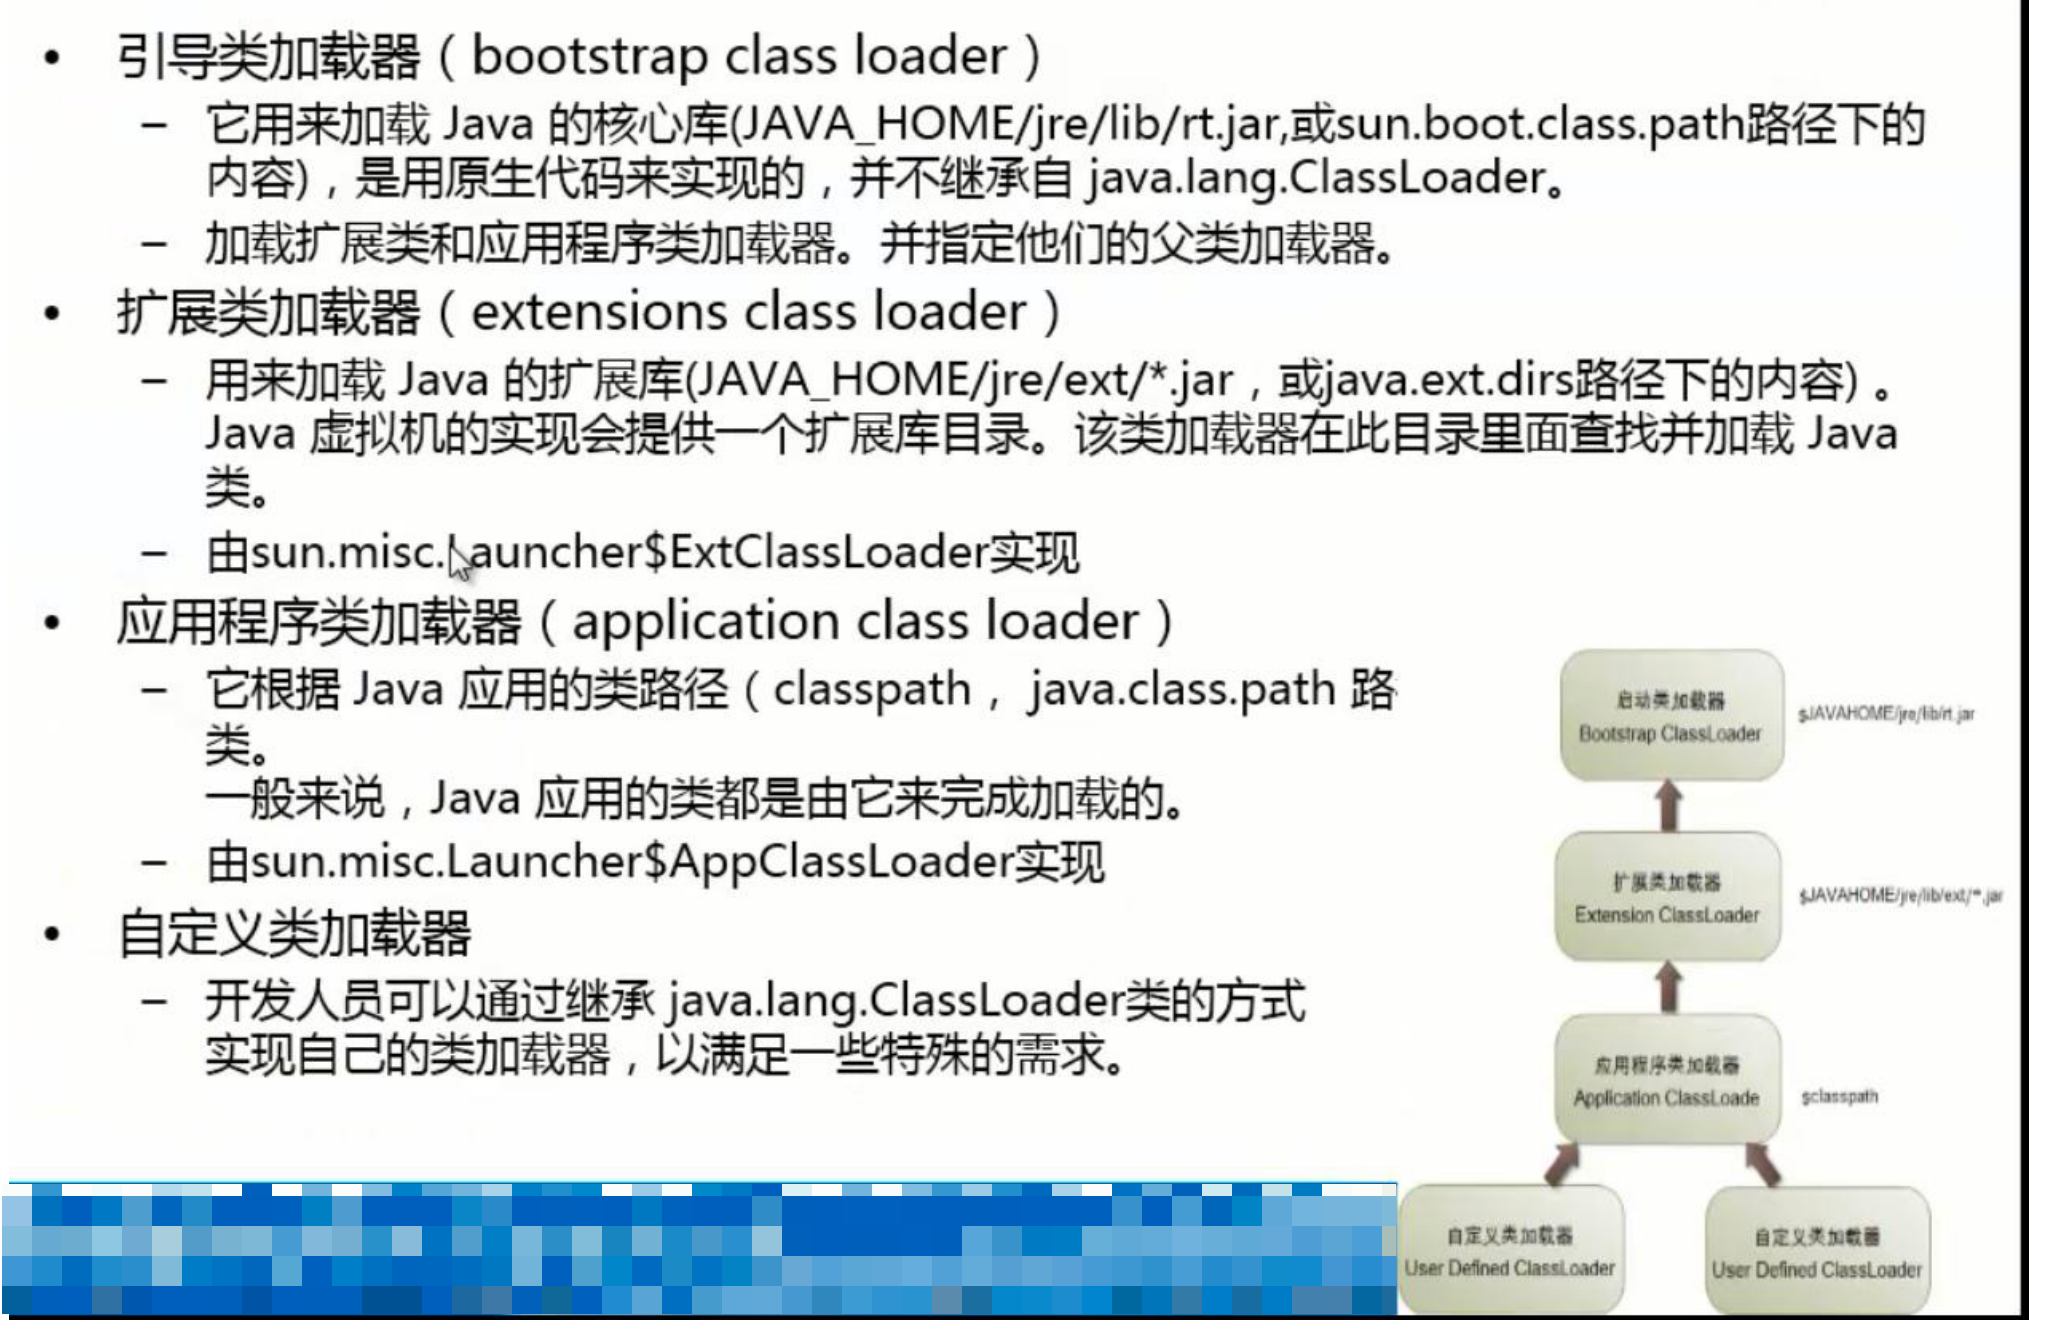 • 引导类加载器（bootstrap class loader）
– 它用来加载 Java 的核心库(JAVA_HOME/jre/lib/rt.jar,或sun.boot.class.path路径下的
内容)，是用原生代码来实现的，并不继承自 java.lang.ClassLoader。
– 加载扩展类和应用程序类加载器。并指定他们的父类加载器。
• 扩展类加载器（extensions class loader）
– 用来加载 Java 的扩展库(JAVA_HOME/jre/ext/*.jar，或java.ext.dirs路径下的内容) 。
Java 虚拟机的实现会提供一个扩展库目录。该类加载器在此目录里面查找并加载 Java
类。
– 由sun.misc.Launcher$ExtClassLoader实现
• 应用程序类加载器（application class loader）
– 它根据 Java 应用的类路径（classpath， java.class.path 路
类。
一般来说，Java 应用的类都是由它来完成加载的。
– 由sun.misc.Launcher$AppClassLoader实现
• 自定义类加载器
– 开发人员可以通过继承 java.lang.ClassLoader类的方式
实现自己的类加载器，以满足一些特殊的需求。
启动类加载器
Bootstrap ClassLoader
$JAVAHOME/jre/lib/rt.jar
扩展类加载器
Extension ClassLoader
$JAVAHOME/jre/lib/ext/*.jar
应用程序类加载器
Application ClassLoade
$classpath
自定义类加载器
User Defined ClassLoader
自定义类加载器
User Defined ClassLoader